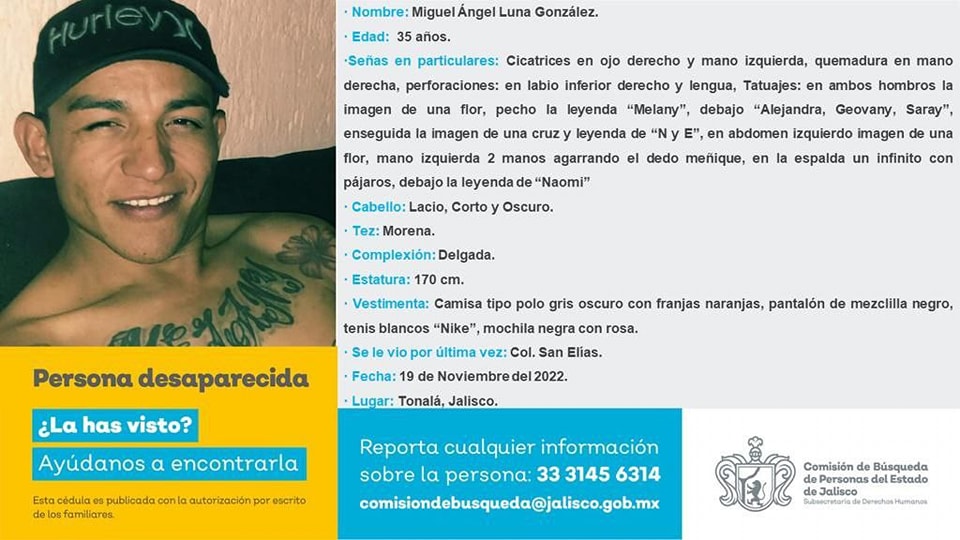 Hurley
· Nombre: Miguel Ángel Luna González.
· Edad: 35 años.
·Señas en particulares: Cicatrices en ojo derecho y mano izquierda, quemadura en mano
derecha, perforaciones: en labio inferior derecho y lengua, Tatuajes: en ambos hombros la
imagen de una flor, pecho la leyenda “Melany”, debajo “Alejandra, Geovany, Saray”,
enseguida la imagen de una cruz y leyenda de “N y E”, en abdomen izquierdo imagen de una
flor, mano izquierda 2 manos agarrando el dedo meñique, en la espalda un infinito con
pájaros, debajo la leyenda de “Naomi”
· Cabello: Lacio, Corto y Oscuro.
· Tez: Morena.
· Complexión: Delgada.
· Estatura: 170 cm.
· Vestimenta: Camisa tipo polo gris oscuro con franjas naranjas, pantalón de mezclilla negro,
tenis blancos “Nike”, mochila negra con rosa.
· Se le vio por última vez: Col. San Elías.
· Fecha: 19 de Noviembre del 2022.
· Lugar: Tonalá, Jalisco.
Persona desaparecida
¿La has visto?
Ayúdanos a encontrarla
Esta cédula es publicada con la autorización por escrito
de los familiares.
Reporta cualquier información
sobre la persona: 33 3145 6314
comisiondebusqueda@jalisco.gob.mx
Comisión de Búsqueda
de Personas del Estado
de Jalisco
Subsecretaría de Derechos Humanos